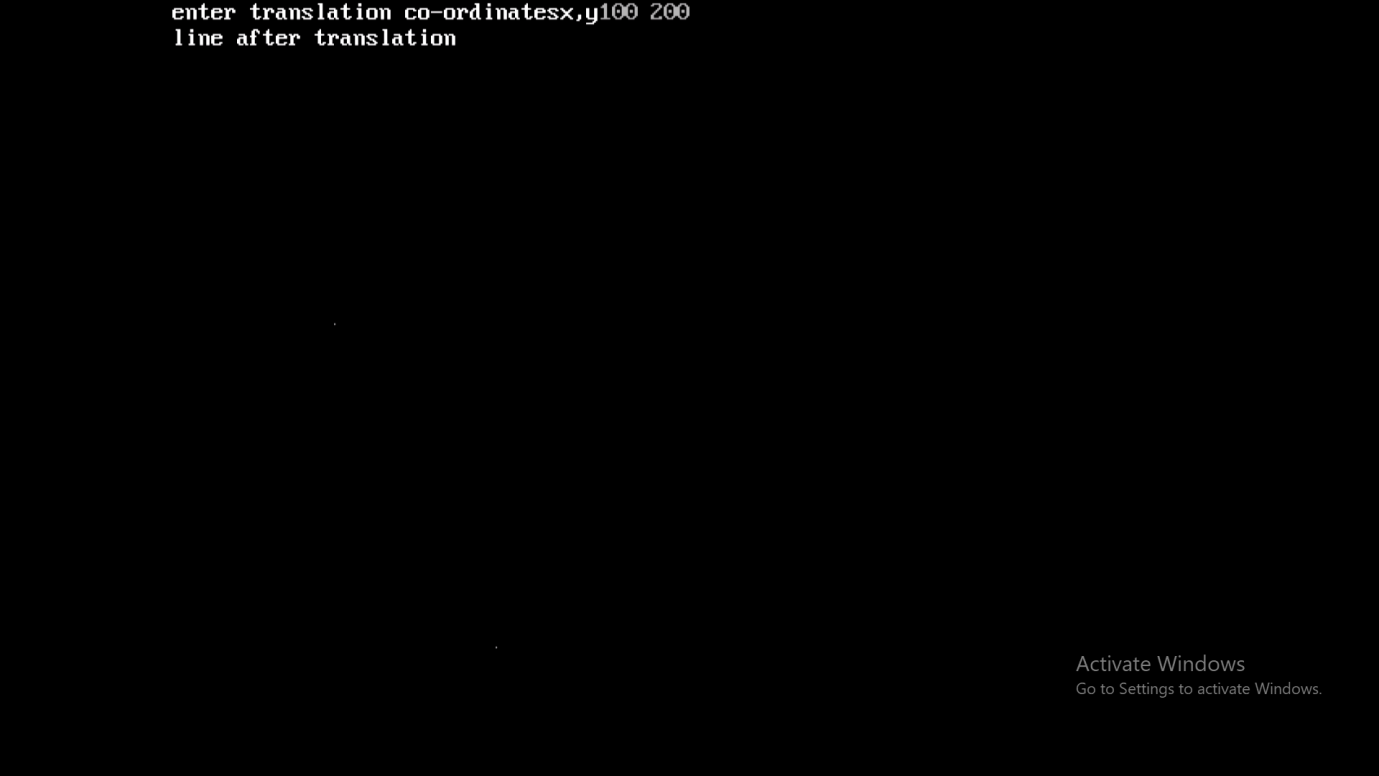 enter translation co-ordinatesx,y100 200
line after translation
Activate Windows
Go to Settings to activate Windows.